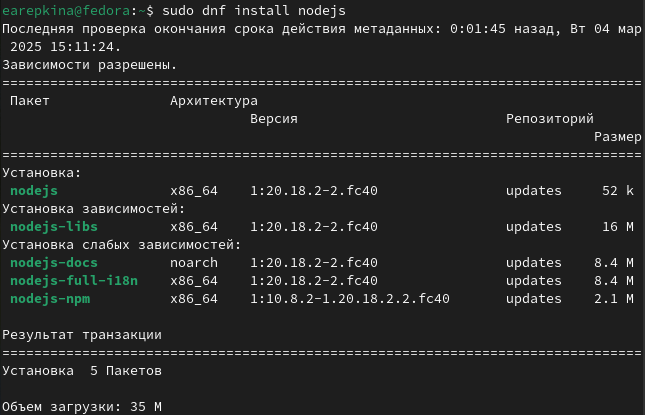 earepkina@fedora:~$ sudo dnf install nodejs
Последняя проверка окончания срока действия метаданных: 0:01:45 назад, Вт 04 мар
 2025 15:11:24.
Зависимости разрешены.
================================================================================
 Пакет               Архитектура
                               Версия                          Репозиторий
                                                                          Размер
================================================================================
Установка:
 nodejs              x86_64    1:20.18.2-2.fc40                updates     52 k
Установка зависимостей:
 nodejs-libs         x86_64    1:20.18.2-2.fc40                updates     16 M
Установка слабых зависимостей:
 nodejs-docs         noarch    1:20.18.2-2.fc40                updates    8.4 M
 nodejs-full-i18n    x86_64    1:20.18.2-2.fc40                updates    8.4 M
 nodejs-npm          x86_64    1:10.8.2-1.20.18.2.2.fc40       updates    2.1 M

Результат транзакции
================================================================================
Установка  5 Пакетов

Объем загрузки: 35 M